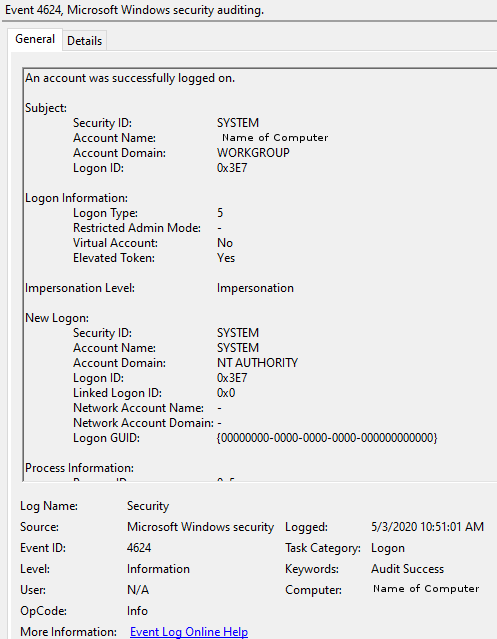 Event 4624, Microsoft Windows security auditing.
General Details
An account was successfully logged on.
Subject:
Security ID: SYSTEM
Account Name: Name of Computer
Account Domain: WORKGROUP
Logon ID: 0x3E7
Logon Information:
Logon Type: 5
Restricted Admin Mode: -
Virtual Account: No
Elevated Token: Yes
Impersonation Level: Impersonation
New Logon:
Security ID: SYSTEM
Account Name: SYSTEM
Account Domain: NT AUTHORITY
Logon ID: 0x3E7
Linked Logon ID: 0x0
Network Account Name: -
Network Account Domain: -
Logon GUID: {00000000-0000-0000-0000-000000000000}
Process Information:
Log Name: Security
Source: Microsoft Windows security Logged: 5/3/2020 10:51:01 AM
Event ID: 4624 Task Category: Logon
Level: Information Keywords: Audit Success
User: N/A Computer: Name of Computer
OpCode: Info
More Information: Event Log Online Help